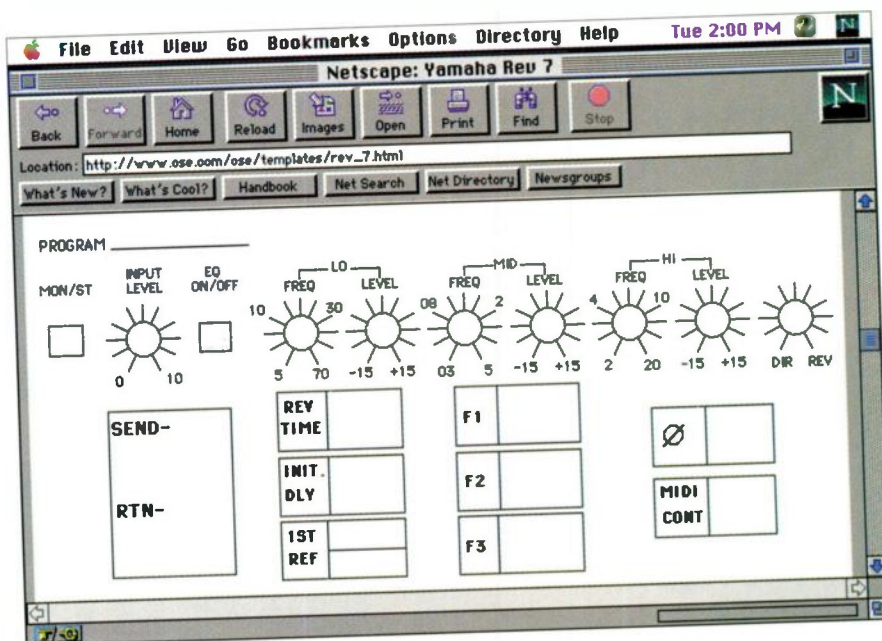 File Edit View Go Bookmarks Options Directory Help Tue 2:00 PM N
Netscape: Yamaha Rev 7
Back Forward Home Reload Images Open Print Find Stop N
Location: http://www.ose.com/ose/templates/rev_7.html
What's New? What's Cool? Handbook Net Search Net Directory Newsgroups
PROGRAM
LO MID HI
MON/ST INPUT LEVEL EQ ON/OFF FREQ LEVEL FREQ LEVEL FREQ LEVEL
10 30 08 2 4 10
0 10 5 70 -15 +15 03 5 -15 +15 2 20 -15 +15 DIR REV
SEND-
RTN-
REV
TIME
INIT.
DLY
1ST
REF
F1
F2
F3
Ø
MIDI
CONT